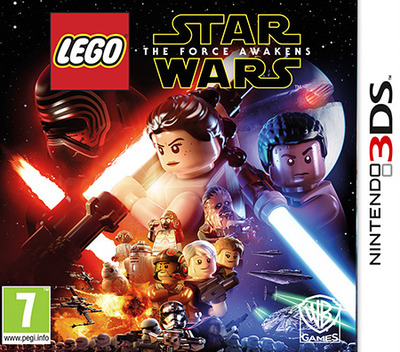 LEGO
STAR
THE FORCE AWAKENS
WARS
NINTENDO 3DS
7
www.pegi.info
WB
GAMES